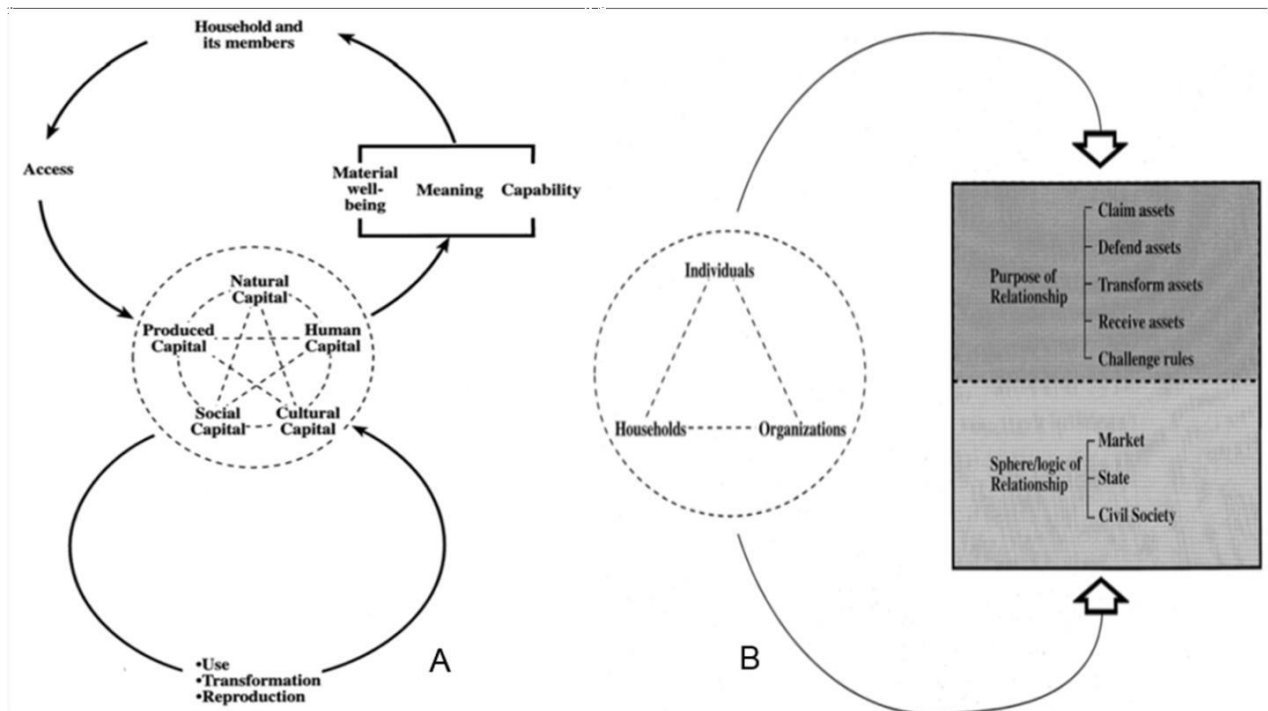 Household and
its members
Access
Material
well-
being
Meaning
Capability
Natural
Capital
Produced
Capital
Human
Capital
Social
Capital
Cultural
Capital
•Use
•Transformation
•Reproduction
A
Individuals
Households
Organizations
B
Purpose of
Relationship
Claim assets
Defend assets
Transform assets
Receive assets
Challenge rules
Sphere/logic of
Relationship
Market
State
Civil Society